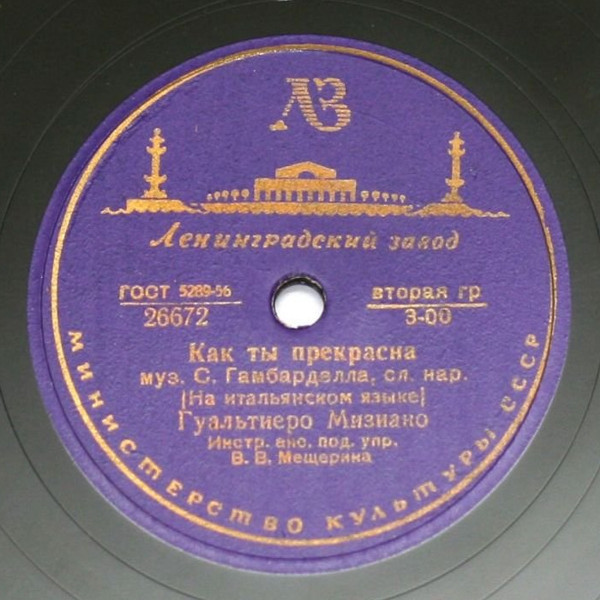 ЛЗ
Ленинградский завод
ГОСТ 5289-56
26672
вторая гр
3-00
Как ты прекрасна
муз. С. Гамбарделла, сл. нар.
(На итальянском языке)
Гуальтиеро Мизиано
Инстр. анс. под. упр.
В. В. Мещерина
МИНИСТЕРСТВО КУЛЬТУРЫ СССР